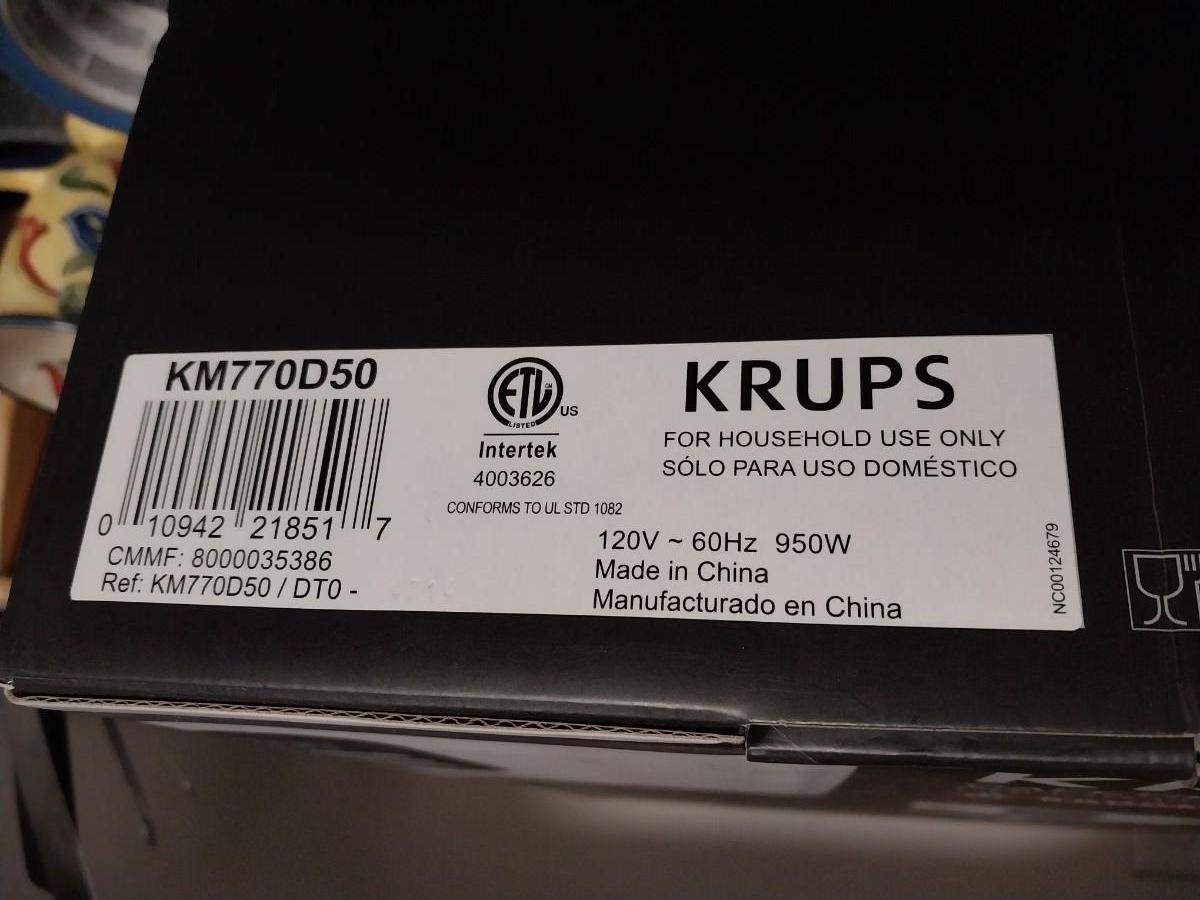 KM770D50
0 10942 21851 7
CMMF: 8000035386
Ref: KM770D50 / DT0 -
ETL CM
LISTED
US
Intertek
4003626
CONFORMS TO UL STD 1082
KRUPS
FOR HOUSEHOLD USE ONLY
SÓLO PARA USO DOMÉSTICO
120V ~ 60Hz 950W
Made in China
Manufacturado en China
NC00124679